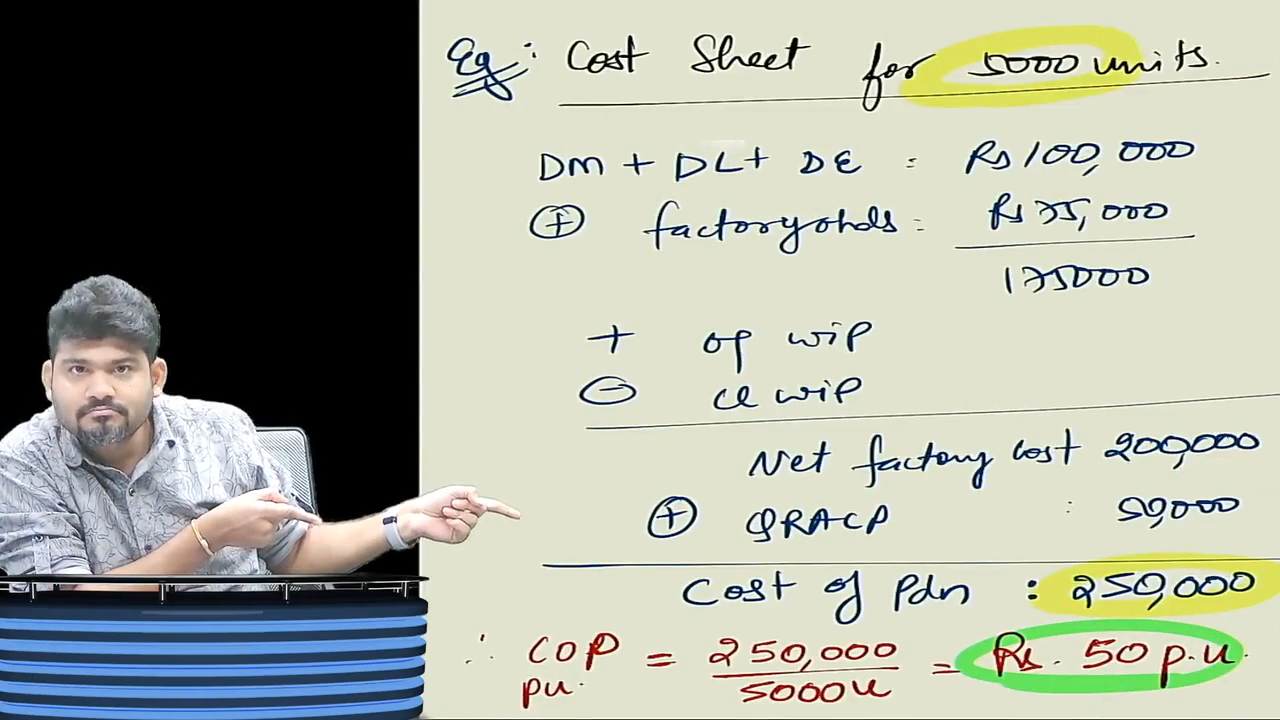 Eg: Cost Sheet for 5000 units.
DM + DL + DE : Rs 100,000
+ factory ohds : Rs 75,000
175000
+ op wip
- cl wip
Net factory cost 200,000
+ QRACP : 50,000
Cost of Pdn : 250,000
∴ COP pu. = 250,000 / 5000u = Rs. 50 p.u.